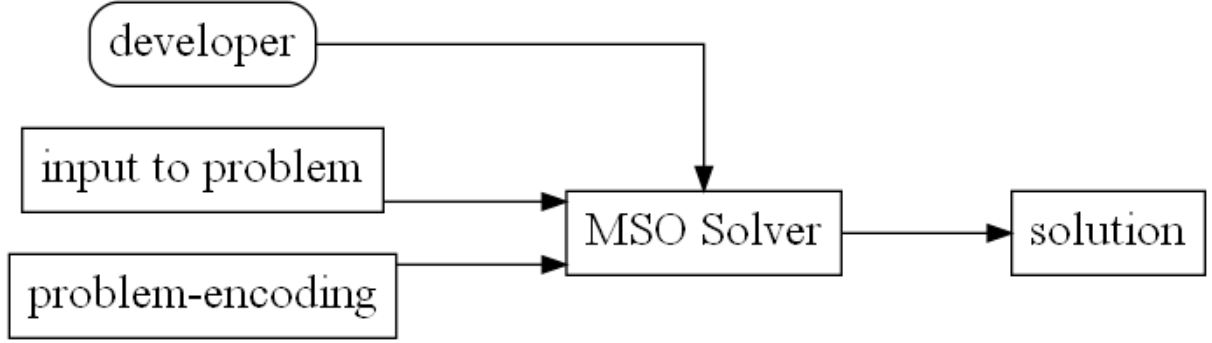 developer
input to problem
problem-encoding
MSO Solver
solution